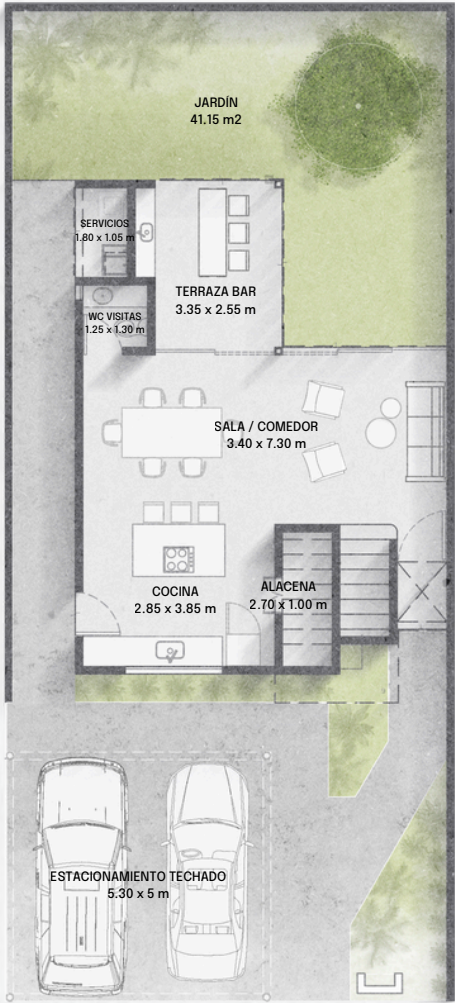 JARDÍN
41.15 m2
SERVICIOS
1.80 x 1.05 m
TERRAZA BAR
3.35 x 2.55 m
WC VISITAS
1.25 x 1.30 m
SALA / COMEDOR
3.40 x 7.30 m
COCINA
2.85 x 3.85 m
ALACENA
2.70 x 1.00 m
ESTACIONAMIENTO TECHADO
5.30 x 5 m